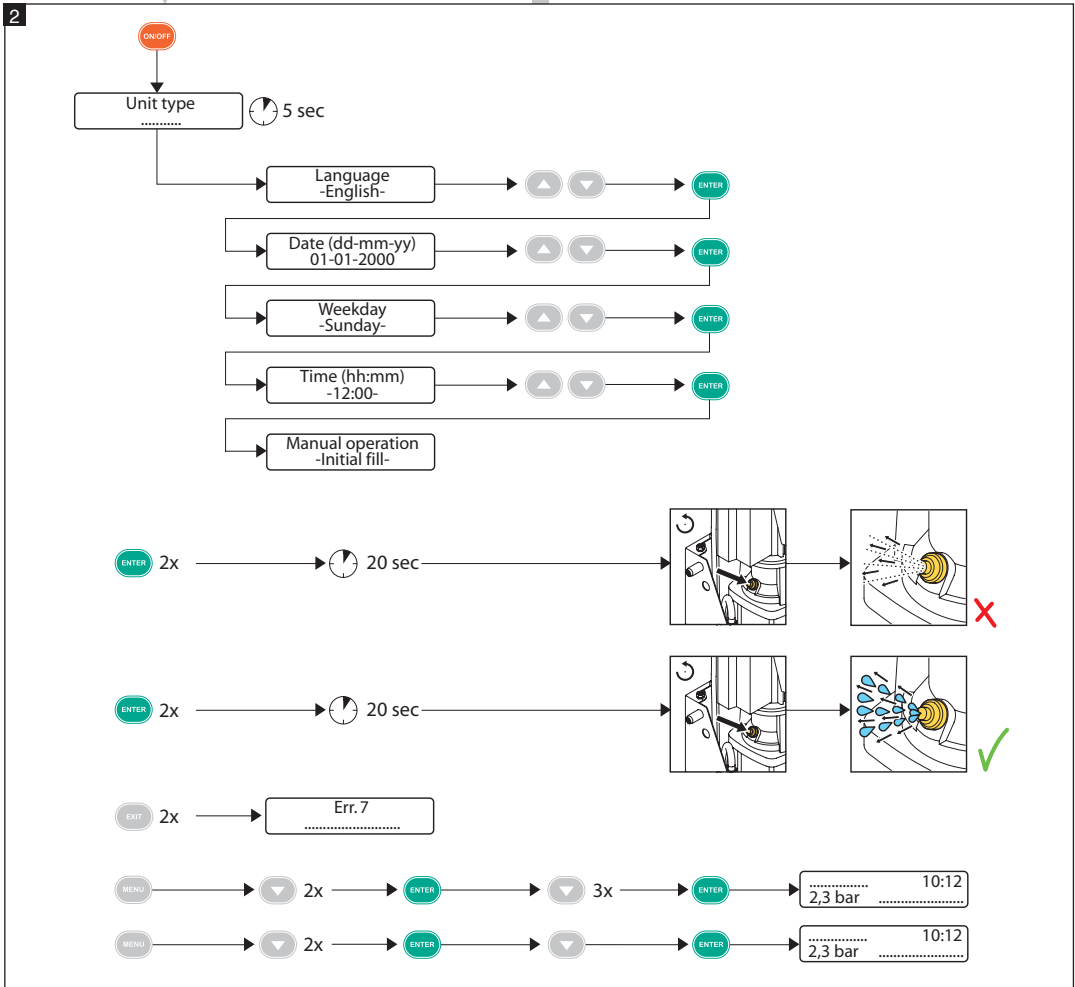 2
ON/OFF
Unit type
...........
5 sec
Language
-English-
ENTER
Date (dd-mm-yy)
01-01-2000
ENTER
Weekday
-Sunday-
ENTER
Time (hh:mm)
-12:00-
ENTER
Manual operation
-Initial fill-
ENTER 2x 20 sec
ENTER 2x 20 sec
EXIT 2x
Err. 7
..........................
MENU 2x ENTER 3x ENTER
................ 10:12
2,3 bar .......................
MENU 2x ENTER ENTER
................ 10:12
2,3 bar .......................